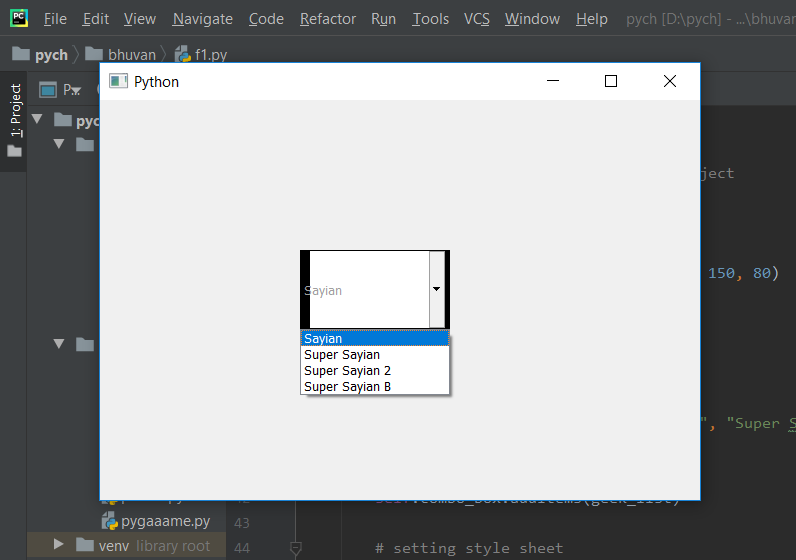 PC File Edit View Navigate Code Refactor Run Tools VCS Window Help pych [D:\pych] - ...\bhuvan
pych bhuvan f1.py
Python
1: Project
P...
pyc
ject
150, 80)
Sayian
Sayian
Super Sayian
Super Sayian 2
Super Sayian B
", "Super S
pygaaame.py
43
venv library root
44 # setting style sheet